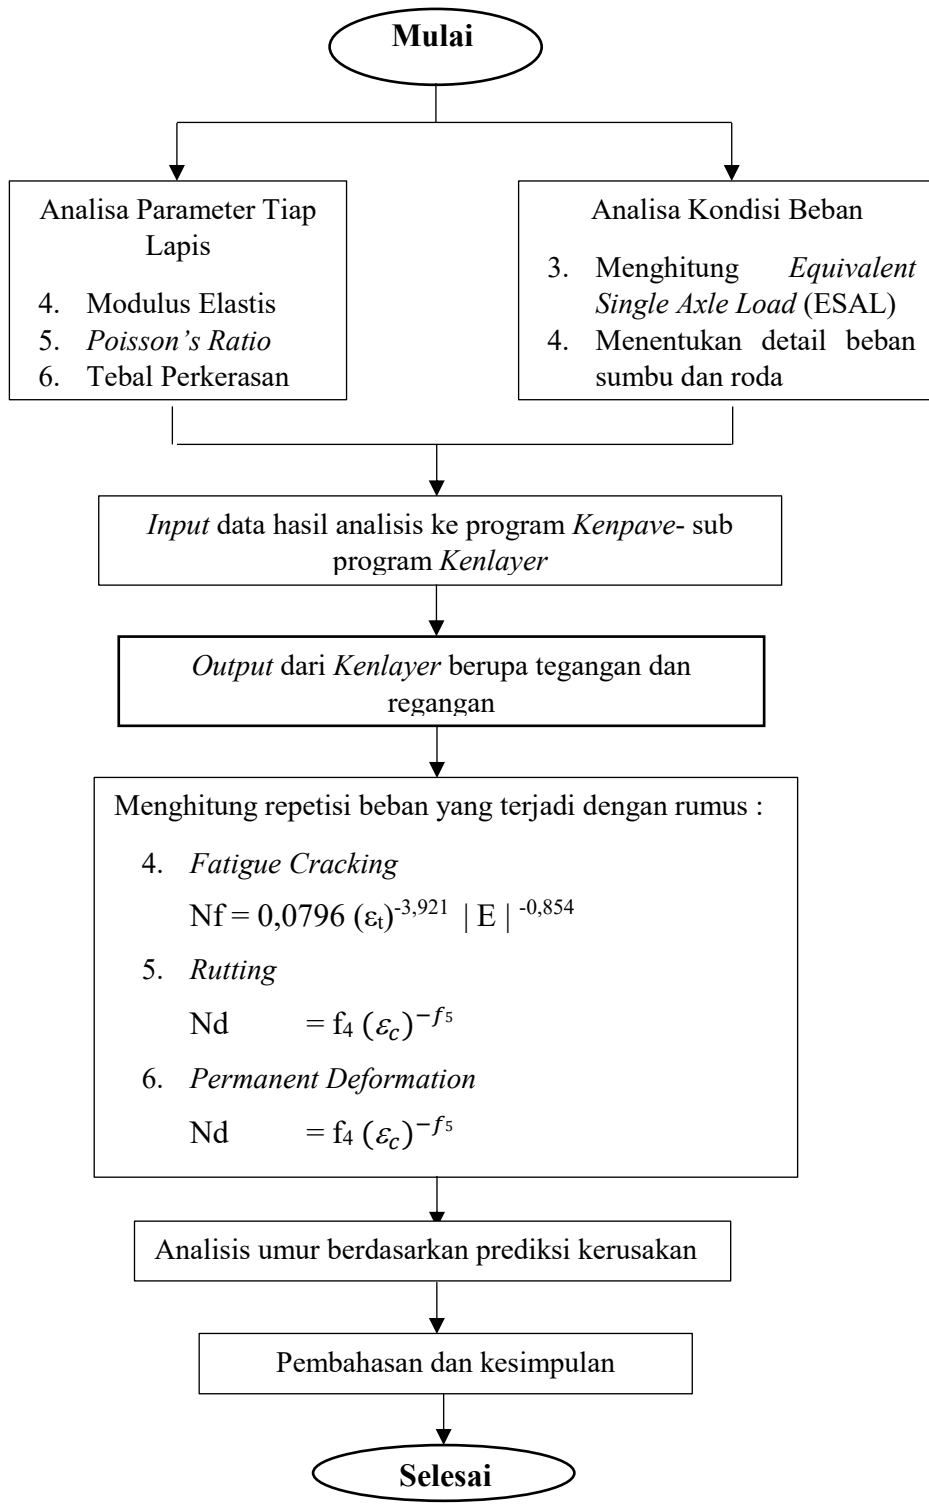 Mulai
Analisa Parameter Tiap
Lapis
4. Modulus Elastis
5. Poisson's Ratio
6. Tebal Perkerasan
Analisa Kondisi Beban
3. Menghitung Equivalent
Single Axle Load (ESAL)
4. Menentukan detail beban
sumbu dan roda
Input data hasil analisis ke program Kenpave- sub
program Kenlayer
Output dari Kenlayer berupa tegangan dan
regangan
Menghitung repetisi beban yang terjadi dengan rumus :
4. Fatigue Cracking
Nf = 0,0796 (εt)^-3,921 | E | ^-0,854
5. Rutting
Nd = f4 (εc)^−f5
6. Permanent Deformation
Nd = f4 (εc)^−f5
Analisis umur berdasarkan prediksi kerusakan
Pembahasan dan kesimpulan
Selesai